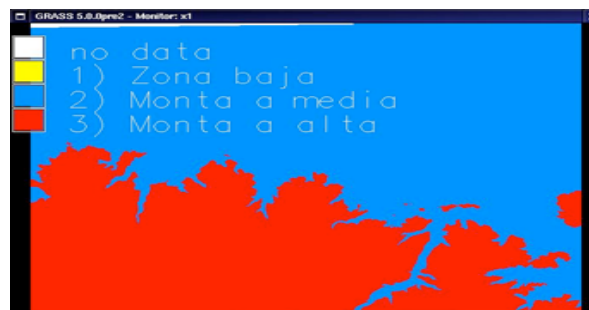 GRASS 5.0.0pre2 - Monitor: x1
no data
1) Zona baja
2) Monta a media
3) Monta a alta